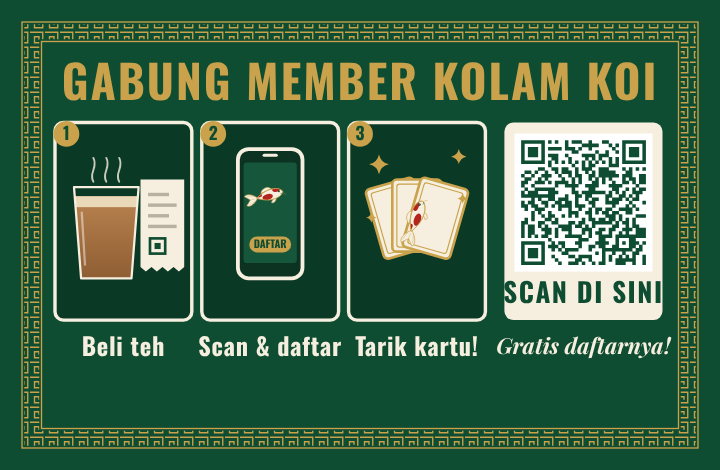 GABUNG MEMBER KOLAM KOI
1
2
3
DAFTAR
SCAN DI SINI
Beli teh
Scan & daftar
Tarik kartu!
Gratis daftarnya!